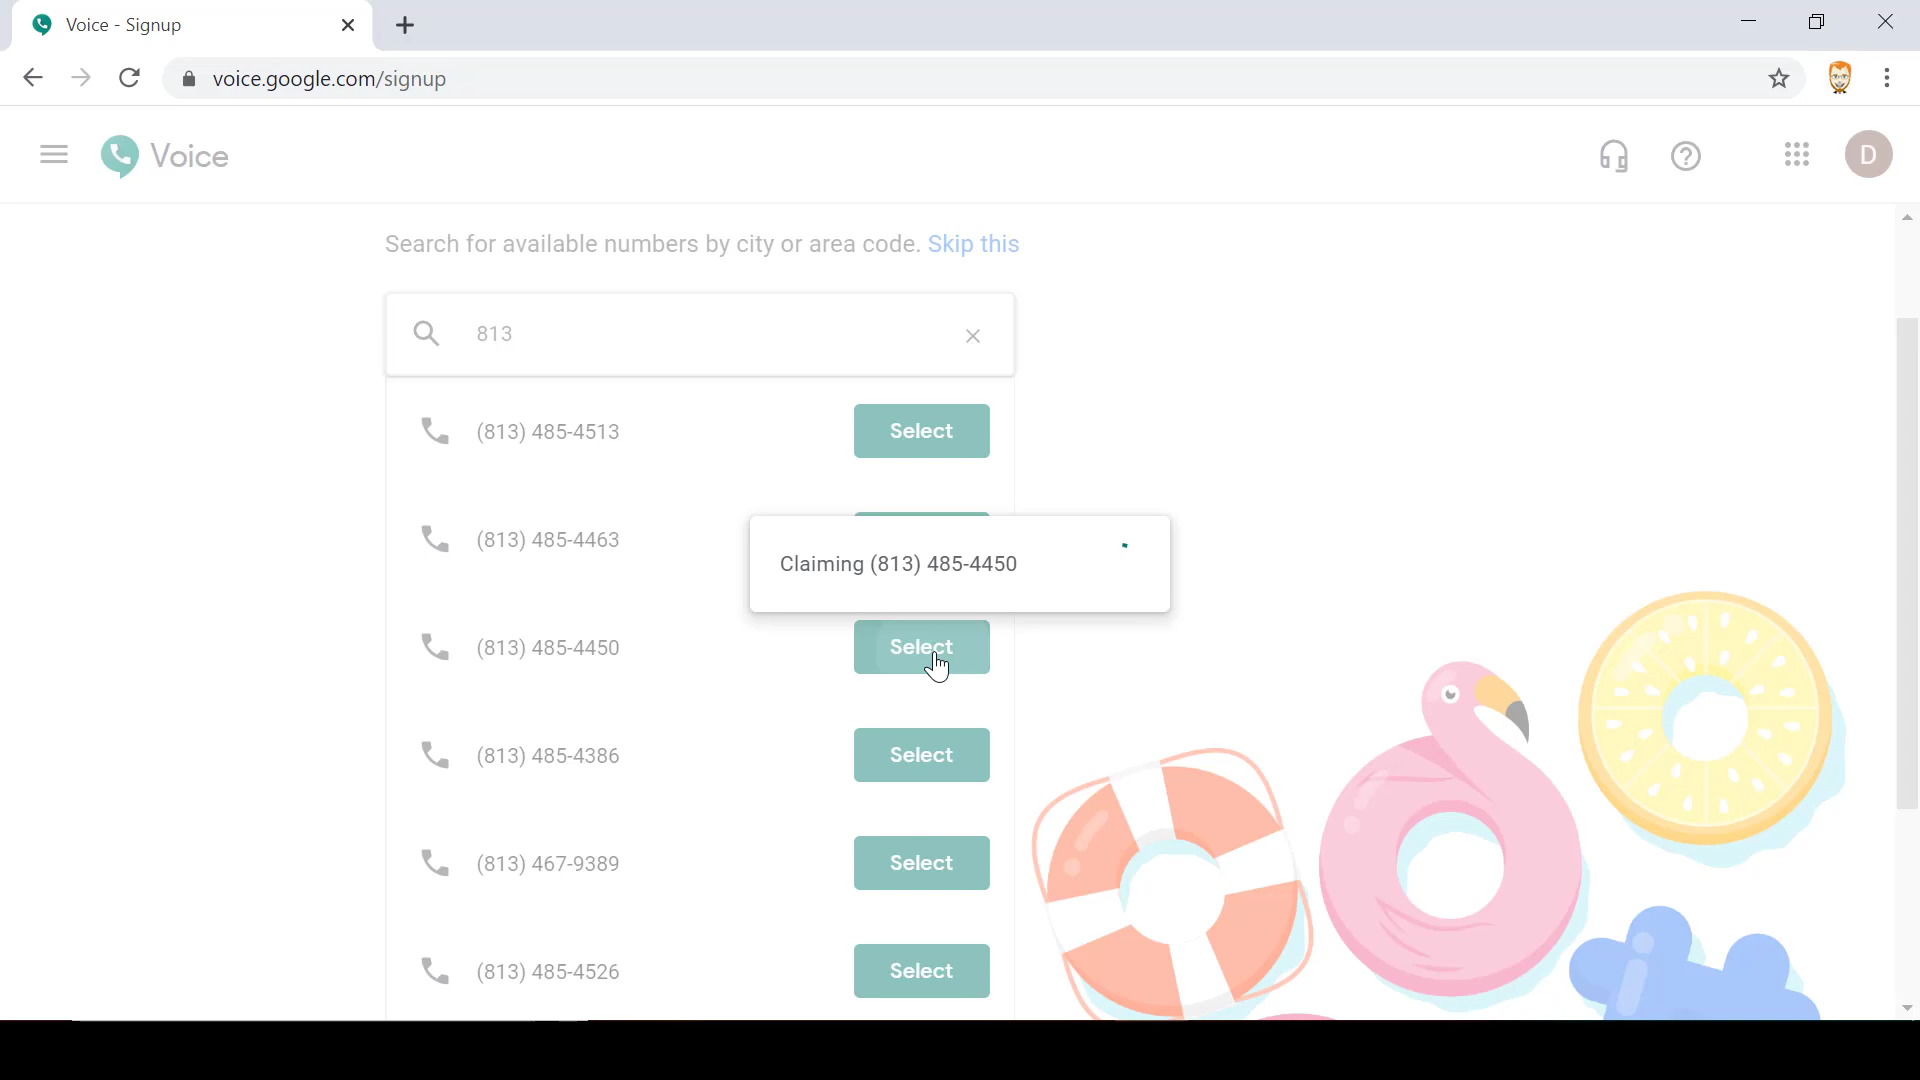 Voice - Signup
voice.google.com/signup
Voice
D
Search for available numbers by city or area code. Skip this
813
(813) 485-4513 Select
(813) 485-4463
Claiming (813) 485-4450
(813) 485-4450 Select
(813) 485-4386 Select
(813) 467-9389 Select
(813) 485-4526 Select